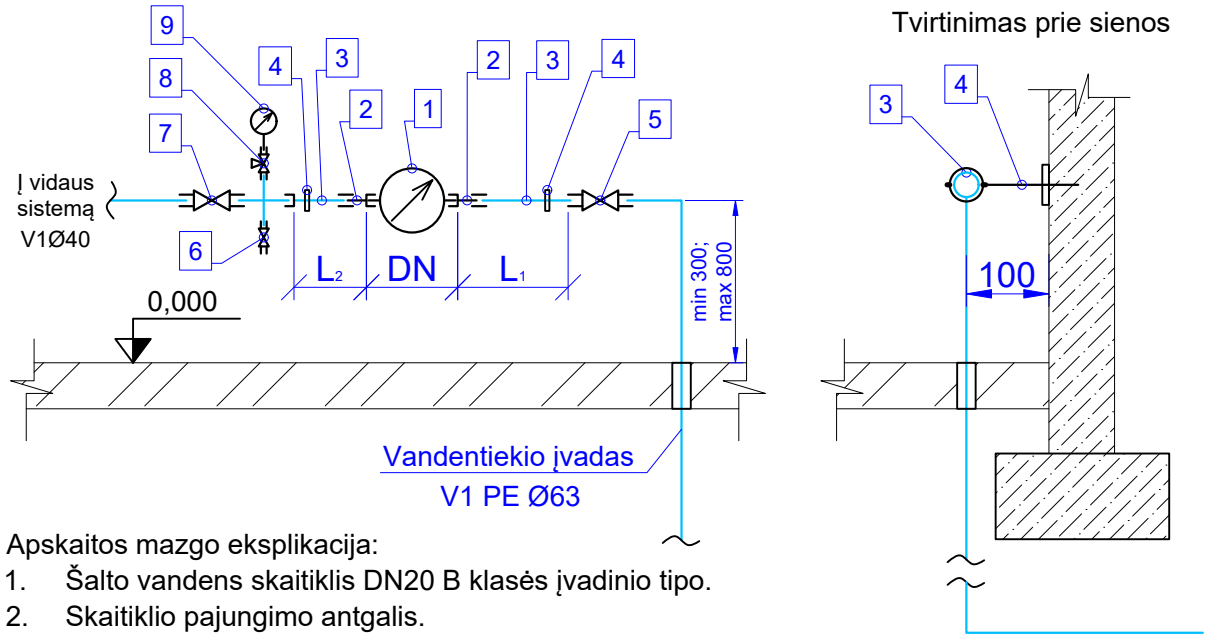 Tvirtinimas prie sienos
9
8
7
4
3
2
1
2
3
4
5
6
3
4
Į vidaus
sistemą
V1Ø40
L2
DN
L1
min 300;
max 800
100
0,000
Vandentiekio įvadas
V1 PE Ø63
Apskaitos mazgo eksplikacija:
1. Šalto vandens skaitiklis DN20 B klasės įvadinio tipo.
2. Skaitiklio pajungimo antgalis.